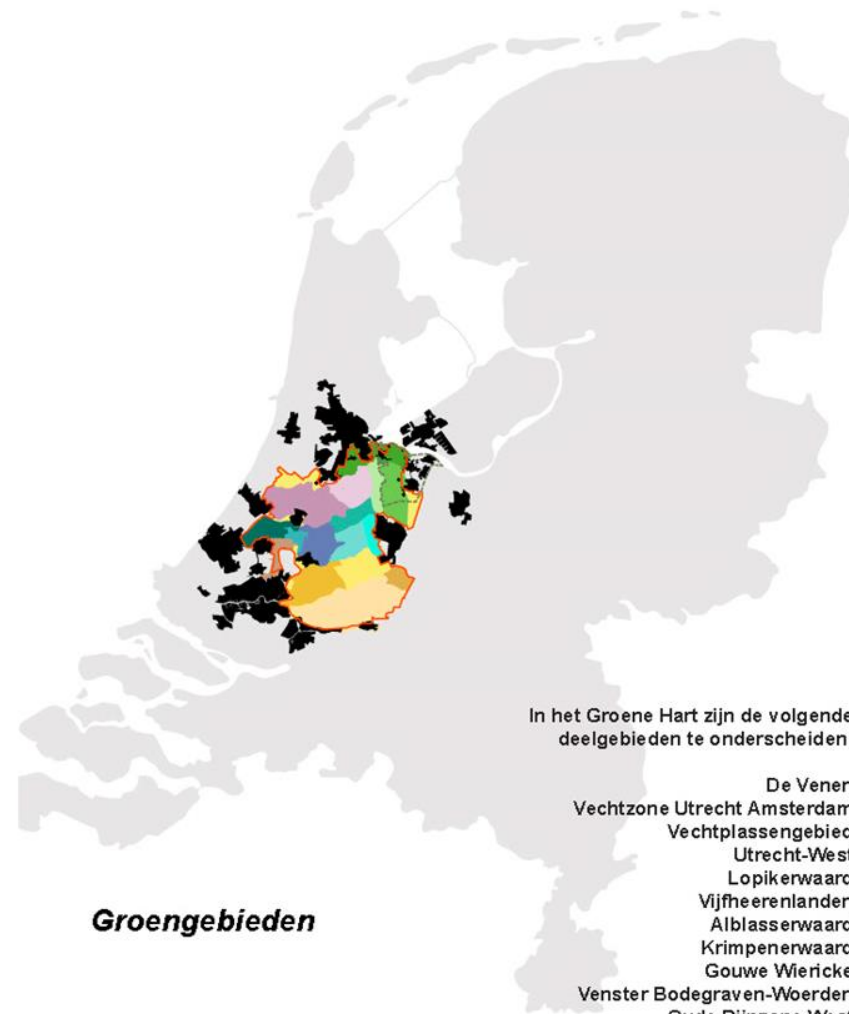 In het Groene Hart zijn de volgende
deelgebieden te onderscheiden
De Venen
Vechtzone Utrecht Amsterdam
Vechtplassengebied
Utrecht-West
Lopikerwaard
Vijfheerenlanden
Alblasserwaard
Krimpenerwaard
Gouwe Wiericke
Venster Bodegraven-Woerden
Groengebieden